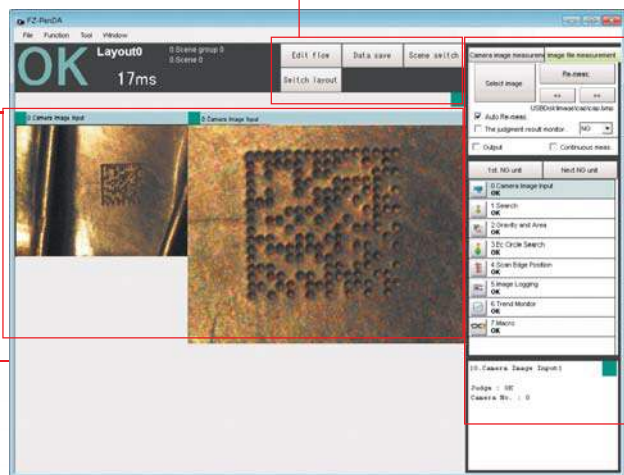 FZ-PanDA
File Function Tool Window
OK
Layout0
17ms
0.Scene group 0
0.Scene 0
Edit flow
Data save
Scene switch
Switch layout
0.Camera Image Input
0.Camera Image Input
Camera image measurement
Image file measurement
Select image
Re-meas.
<<
>>
Auto Re-meas.
The judgment result monitor
NG
Output
Continuous meas.
1st. NG unit
Next NG unit
0.Camera Image Input
OK
1.Search
OK
2.Gravity and Area
OK
3.Ec Circle Search
OK
4.Scan Edge Position
OK
5.Image Logging
OK
6.Trend Monitor
OK
7.Macro
OK
[0.Camera Image Input]
Judge : OK
Camera No. : 0